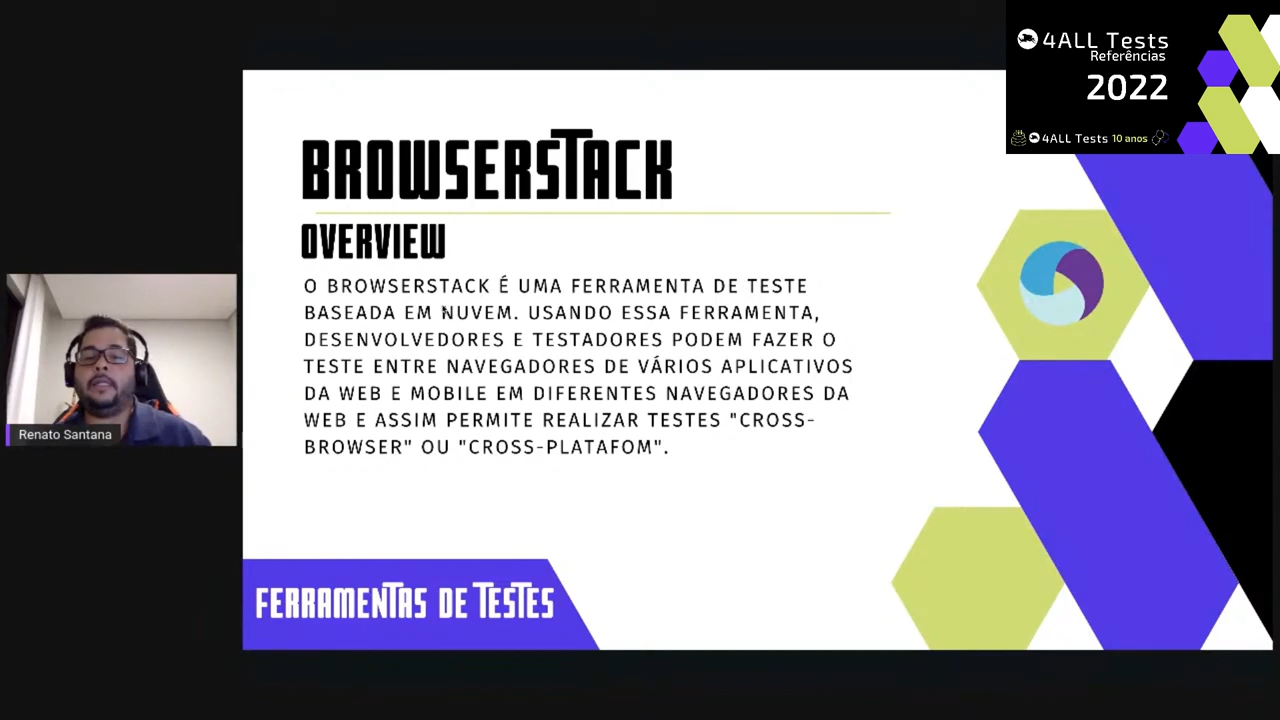 4ALL Tests
Referências
2022
4ALL Tests 10 anos
BROWSERSTACK
OVERVIEW
O BROWSERSTACK É UMA FERRAMENTA DE TESTE
BASEADA EM NUVEM. USANDO ESSA FERRAMENTA,
DESENVOLVEDORES E TESTADORES PODEM FAZER O
TESTE ENTRE NAVEGADORES DE VÁRIOS APLICATIVOS
DA WEB E MOBILE EM DIFERENTES NAVEGADORES DA
WEB E ASSIM PERMITE REALIZAR TESTES "CROSS-
BROWSER" OU "CROSS-PLATAFOM".
Renato Santana
FERRAMENTAS DE TESTES